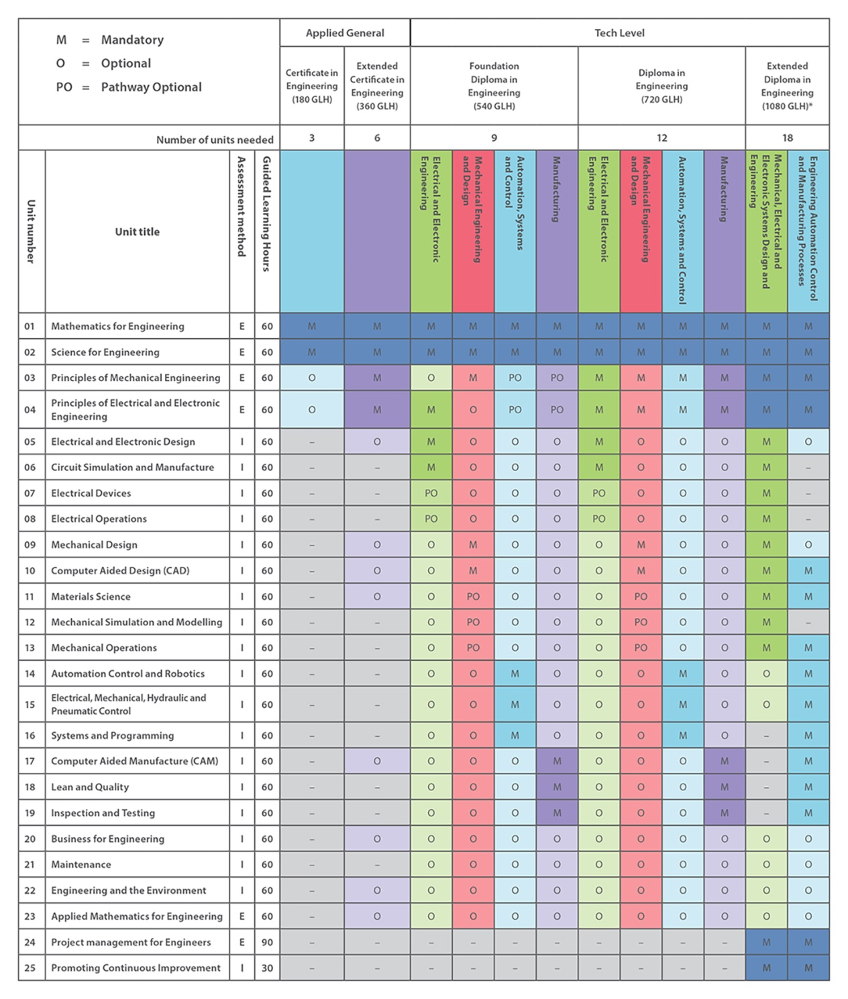 M = Mandatory
O = Optional
PO = Pathway Optional
Applied General
Tech Level
Certificate in
Engineering
(180 GLH)
Extended
Certificate in
Engineering
(360 GLH)
Foundation
Diploma in
Engineering
(540 GLH)
Diploma in
Engineering
(720 GLH)
Extended
Diploma in
Engineering
(1080 GLH)*
Number of units needed 3 6 9 12 18
Unit number
Unit title
Assessment method
Guided Learning Hours
Electrical and Electronic
Engineering
Mechanical Engineering
and Design
Automation, Systems
and Control
Manufacturing
Electrical and Electronic
Engineering
Mechanical Engineering
and Design
Automation, Systems and Control
Manufacturing
Mechanical, Electrical and
Electronic Systems Design and
Engineering
Engineering Automation Control
and Manufacturing Processes
01 Mathematics for Engineering E 60 M M M M M M M M M M M M
02 Science for Engineering E 60 M M M M M M M M M M M M
03 Principles of Mechanical Engineering E 60 O M O M PO PO M M M M M M
04 Principles of Electrical and Electronic
Engineering E 60 O M M O PO PO M M M M M M
05 Electrical and Electronic Design I 60 – O M O O O M O O O M O
06 Circuit Simulation and Manufacture I 60 – – M O O O M O O O M –
07 Electrical Devices I 60 – – PO O O O PO O O O M –
08 Electrical Operations I 60 – – PO O O O PO O O O M –
09 Mechanical Design I 60 – O O M O O O M O O M O
10 Computer Aided Design (CAD) I 60 – O O M O O O M O O M M
11 Materials Science I 60 – O O PO O O O PO O O M M
12 Mechanical Simulation and Modelling I 60 – – O PO O O O PO O O M –
13 Mechanical Operations I 60 – – O PO O O O PO O O M M
14 Automation Control and Robotics I 60 – – O O M O O O M O O M
15 Electrical, Mechanical, Hydraulic and
Pneumatic Control I 60 – – O O M O O O M O O M
16 Systems and Programming I 60 – – O O M O O O M O – M
17 Computer Aided Manufacture (CAM) I 60 – O O O O M O O O M – M
18 Lean and Quality I 60 – – O O O M O O O M – M
19 Inspection and Testing I 60 – – O O O M O O O M – M
20 Business for Engineering I 60 – O O O O O O O O O O O
21 Maintenance I 60 – – O O O O O O O O O O
22 Engineering and the Environment I 60 – O O O O O O O O O O O
23 Applied Mathematics for Engineering E 60 – O O O O O O O O O O O
24 Project management for Engineers E 90 – – – – – – – – – – M M
25 Promoting Continuous Improvement I 30 – – – – – – – – – – M M